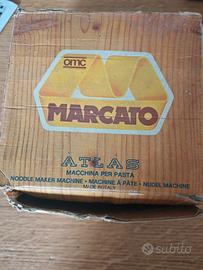 omc
MARCATO
ATLAS
MACCHINA PER PASTA
NOODLE MAKER MACHINE - MACHINE À PÂTE - NUDEL MACHINE
MADE IN ITALY
subito